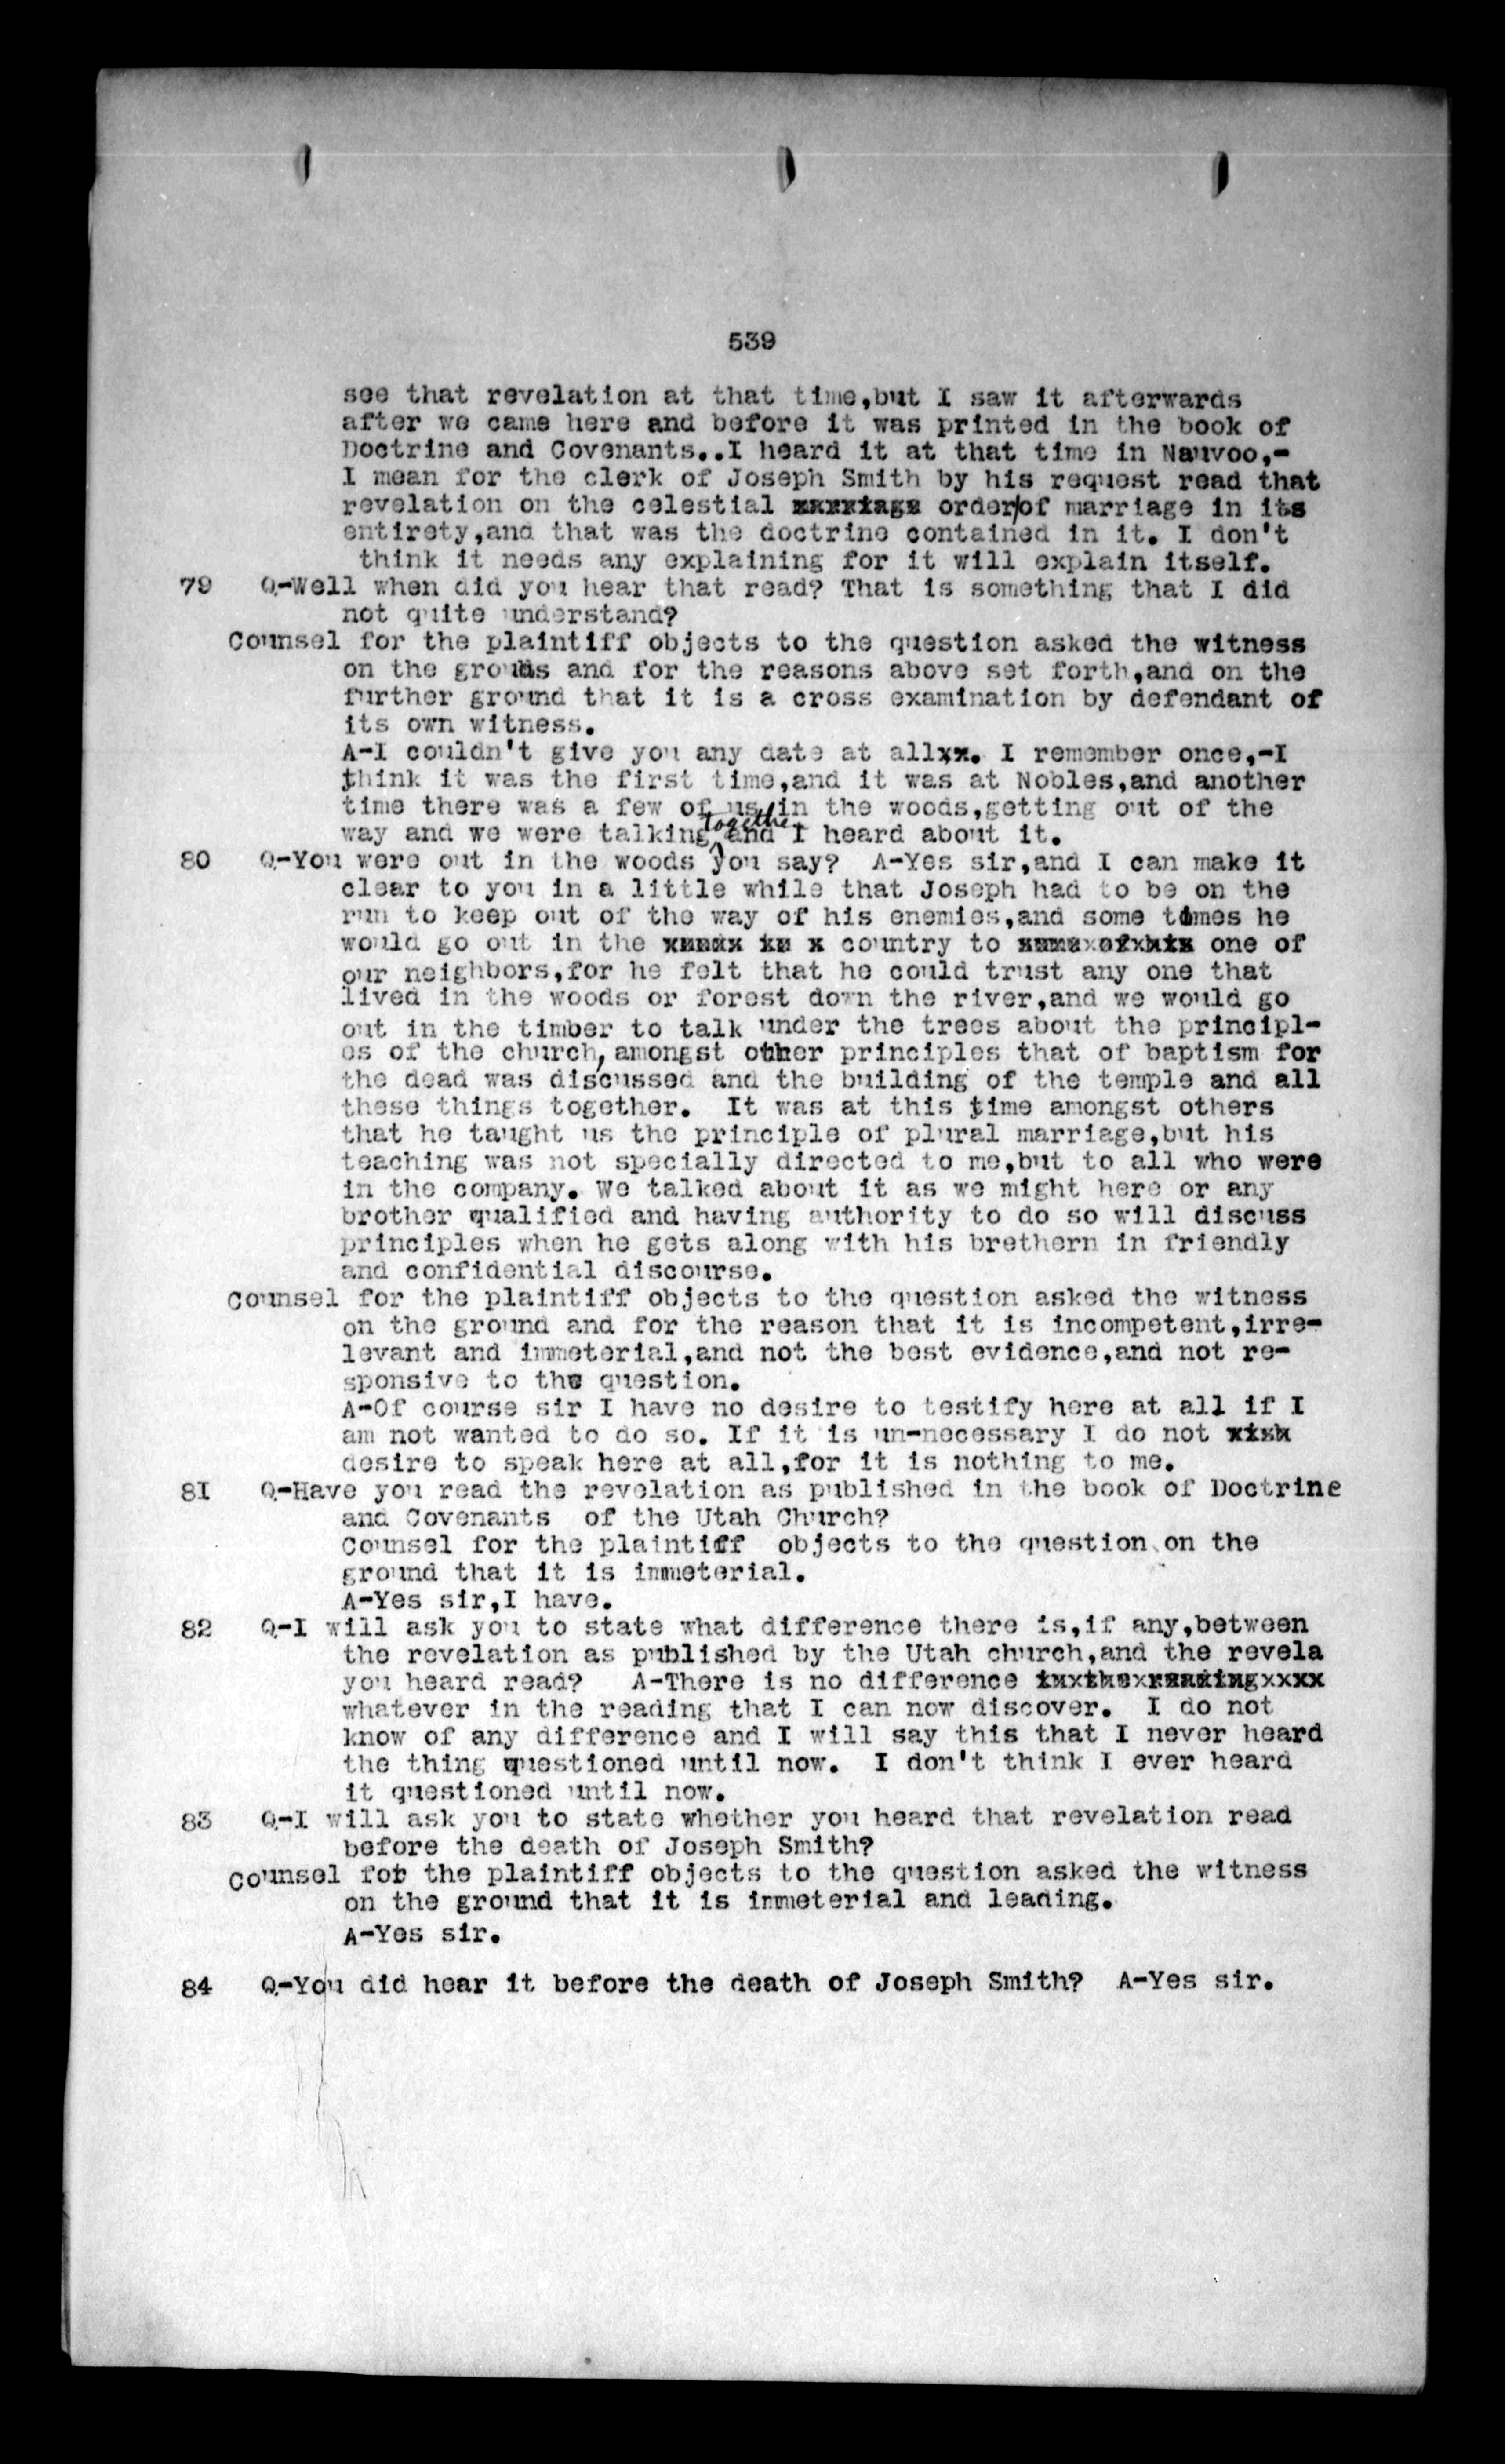 539
see that revelation at that time,but I saw it afterwards
after we came here and before it was printed in the book of
Doctrine and Covenants..I heard it at that time in Nauvoo,-
I mean for the clerk of Joseph Smith by his request read that
revelation on the celestial order/of marriage in its
entirety,and that was the doctrine contained in it. I don't
think it needs any explaining for it will explain itself.
79 Q-Well when did you hear that read? That is something that I did
not quite understand?
Counsel for the plaintiff objects to the question asked the witness
on the grouds and for the reasons above set forth,and on the
further ground that it is a cross examination by defendant of
its own witness.
A-I couldn't give you any date at allxx. I remember once,-I
think it was the first time,and it was at Nobles,and another
time there was a few of us in the woods,getting out of the
together
way and we were talking and I heard about it.
80 Q-You were out in the woods you say? A-Yes sir,and I can make it
clear to you in a little while that Joseph had to be on the
run to keep out of the way of his enemies,and some times he
would go out in the country to one of
our neighbors,for he felt that he could trust any one that
lived in the woods or forest down the river,and we would go
out in the timber to talk under the trees about the principl-
es of the church, amongst other principles that of baptism for
the dead was discussed and the building of the temple and all
these things together. It was at this time amongst others
that he taught us the principle of plural marriage,but his
teaching was not specially directed to me,but to all who were
in the company. We talked about it as we might here or any
brother qualified and having authority to do so will discuss
principles when he gets along with his brethern in friendly
and confidential discourse.
Counsel for the plaintiff objects to the question asked the witness
on the ground and for the reason that it is incompetent,irre-
levant and immeterial,and not the best evidence,and not re-
sponsive to the question.
A-Of course sir I have no desire to testify here at all if I
am not wanted to do so. If it is un-necessary I do not
desire to speak here at all,for it is nothing to me.
81 Q-Have you read the revelation as published in the book of Doctrine
and Covenants of the Utah Church?
Counsel for the plaintiff objects to the question on the
ground that it is immeterial.
A-Yes sir,I have.
82 Q-I will ask you to state what difference there is,if any,between
the revelation as published by the Utah church,and the revela
you heard read? A-There is no difference
whatever in the reading that I can now discover. I do not
know of any difference and I will say this that I never heard
the thing questioned until now. I don't think I ever heard
it questioned until now.
83 Q-I will ask you to state whether you heard that revelation read
before the death of Joseph Smith?
Counsel for the plaintiff objects to the question asked the witness
on the ground that it is immeterial and leading.
A-Yes sir.
84 Q-You did hear it before the death of Joseph Smith? A-Yes sir.